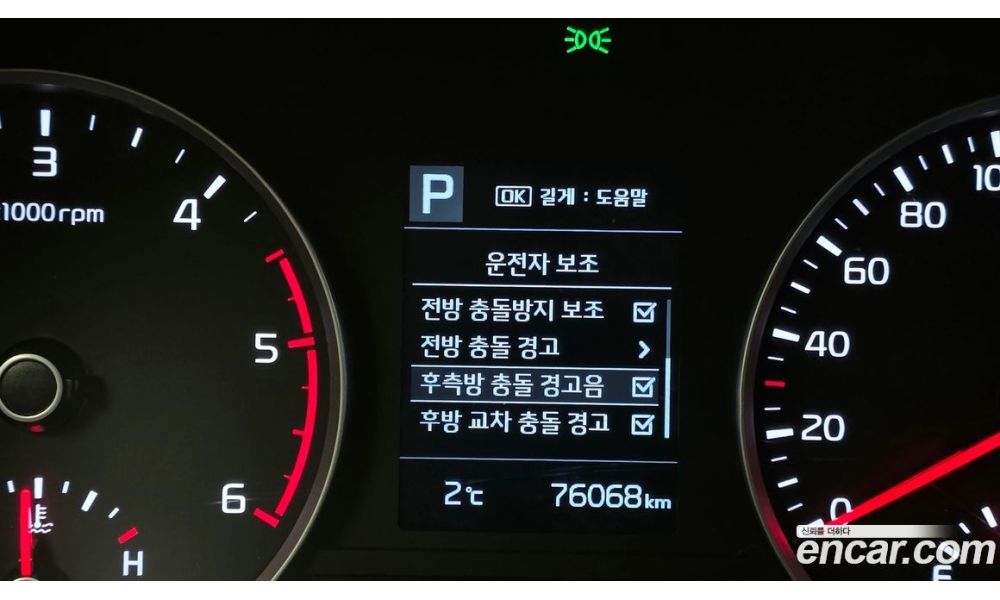 3
4
5
6
x1000rpm
H
P
OK 길게 : 도움말
운전자 보조
전방 충돌방지 보조
전방 충돌 경고
후측방 충돌 경고음
후방 교차 충돌 경고
2℃
76068km
80
60
40
20
0
신뢰를 더하다
encar.com